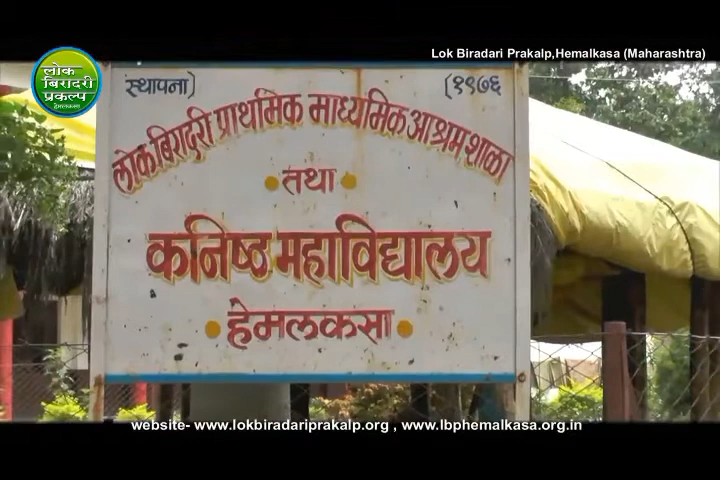 Lok Biradari Prakalp,Hemalkasa (Maharashtra)
लोक
बिरादरी
प्रकल्प
हेमलकसा
स्थापना) (१९७६
लोक बिरादरी प्राथमिक माध्यमिक आश्रम शाळा
तथा
कनिष्ठ महाविद्यालय
हेमलकसा
website- www.lokbiradariprakalp.org , www.lbphemalkasa.org.in